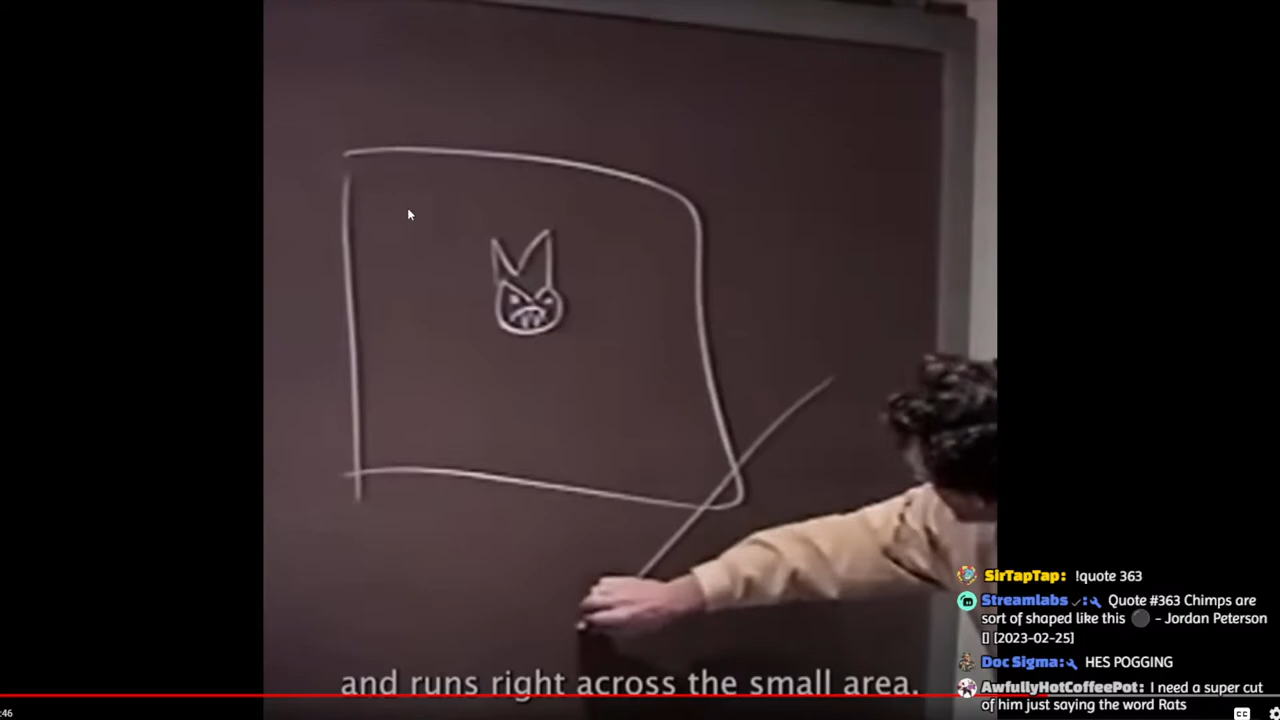 SirTapTap: !quote 363
Streamlabs: Quote #363 Chimps are
sort of shaped like this - Jordan Peterson
[] [2023-02-25]
Doc Sigma: HES POGGING
AwfullyHotCoffeePot: I need a super cut
of him just saying the word Rats
and runs right across the small area.
:46
CC